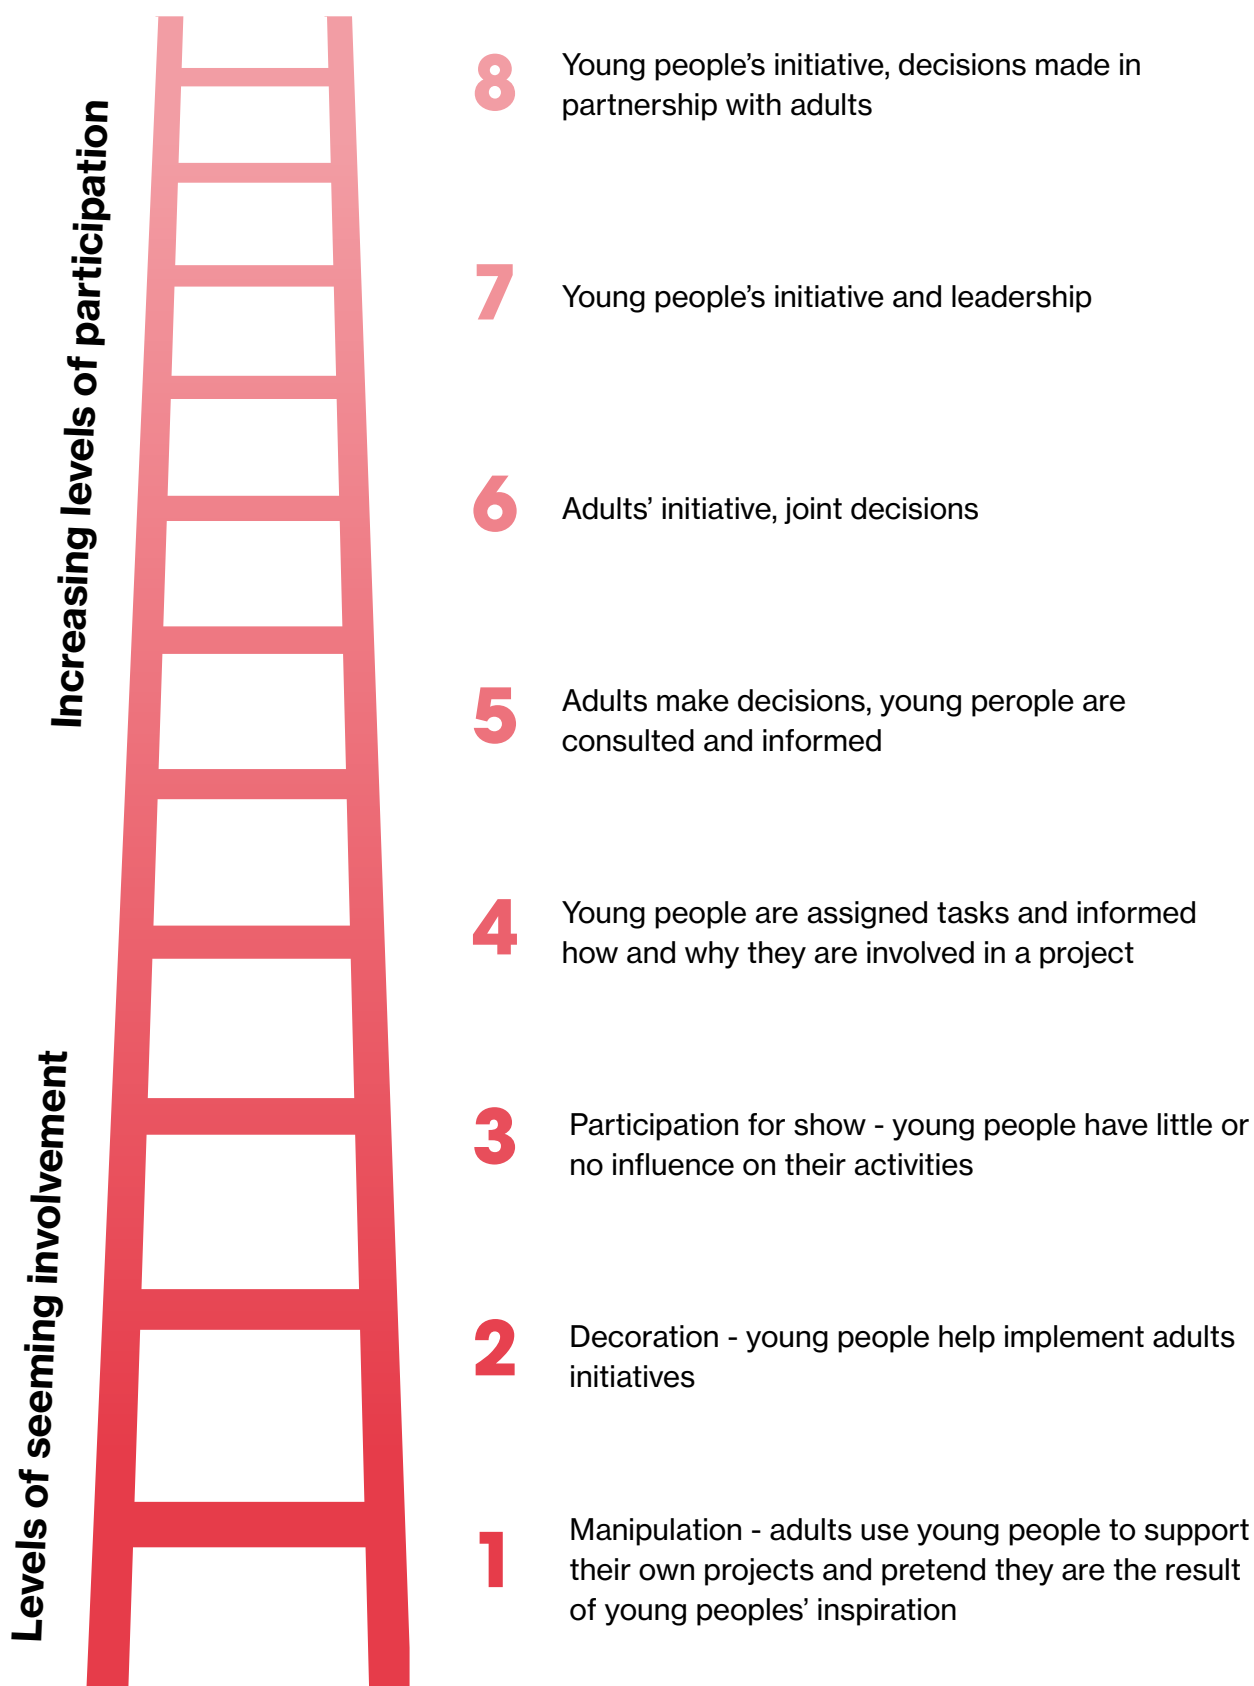 Increasing levels of participation
8
Young people’s initiative, decisions made in
partnership with adults
7
Young people’s initiative and leadership
6
Adults’ initiative, joint decisions
5
Adults make decisions, young perople are
consulted and informed
4
Young people are assigned tasks and informed
how and why they are involved in a project
Levels of seeming involvement
3
Participation for show - young people have little or
no influence on their activities
2
Decoration - young people help implement adults
initiatives
1
Manipulation - adults use young people to support
their own projects and pretend they are the result
of young peoples’ inspiration